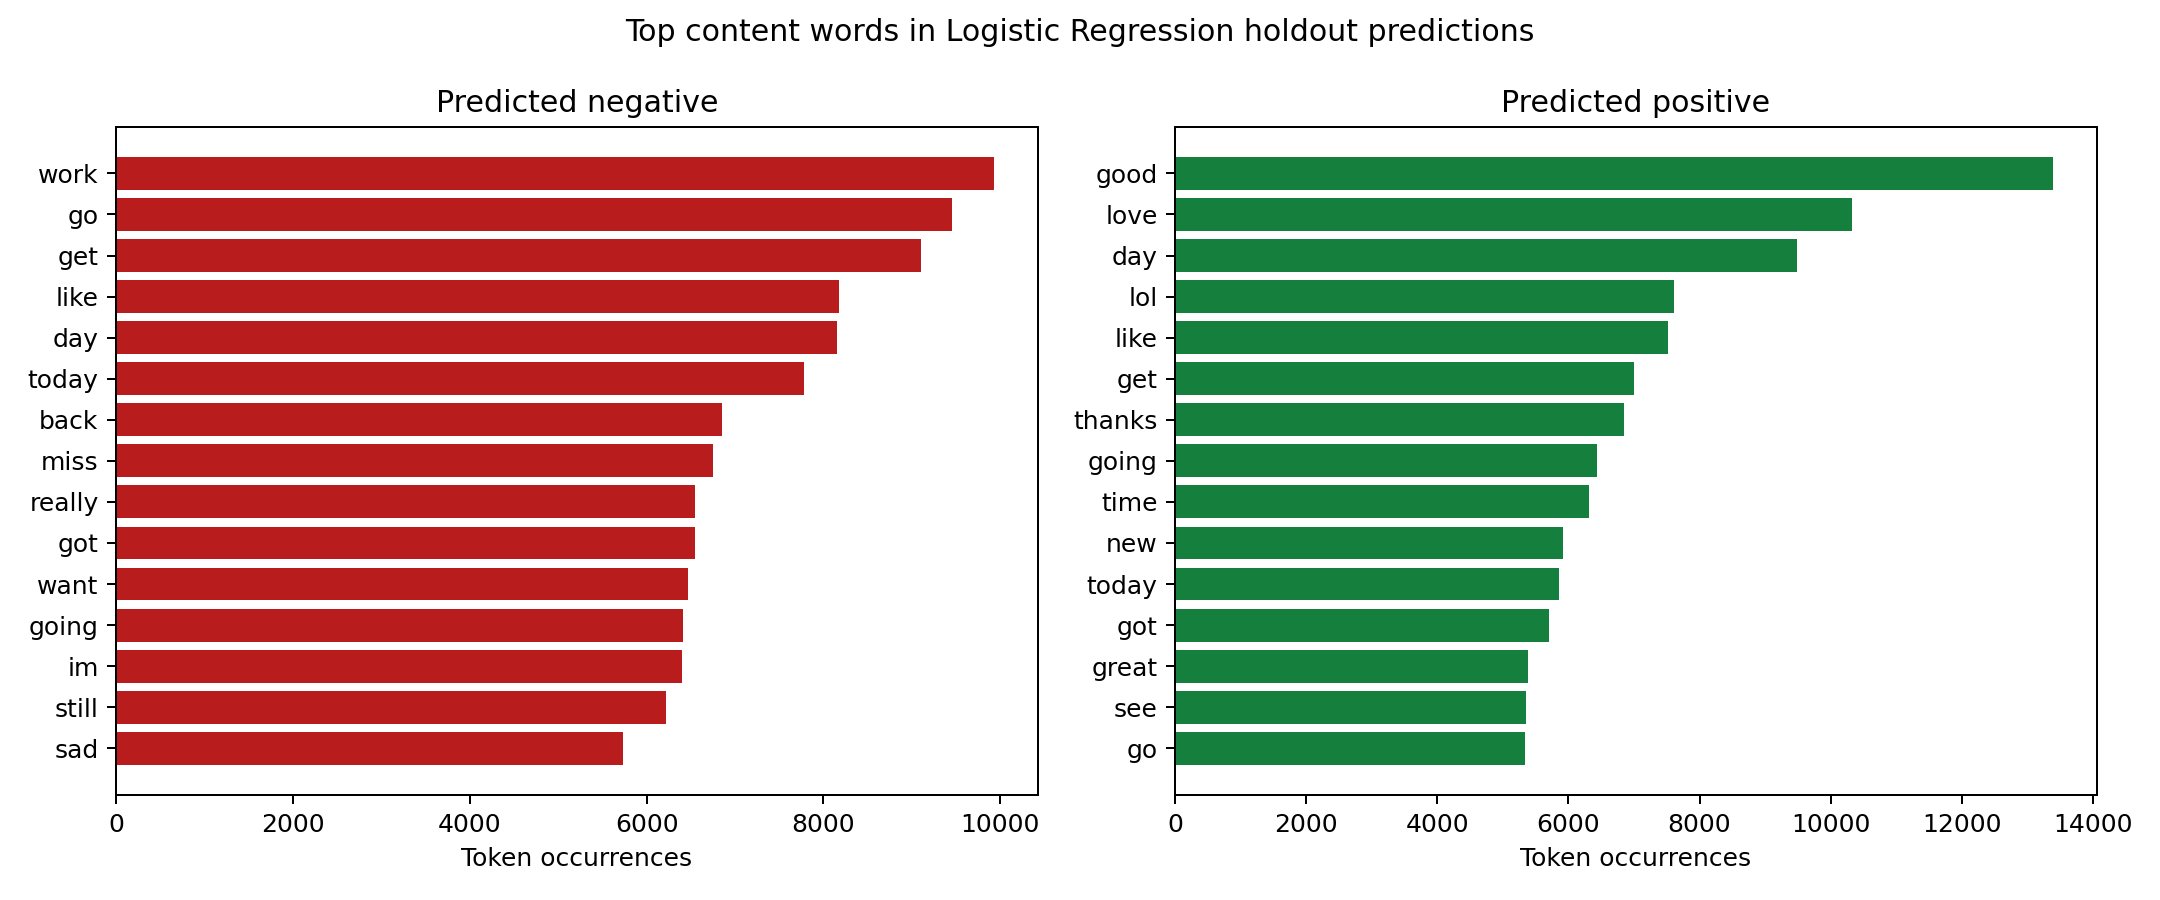 Top content words in Logistic Regression holdout predictions
Predicted negative
work
go
get
like
day
today
back
miss
really
got
want
going
im
still
sad
0 2000 4000 6000 8000 10000
Token occurrences
Predicted positive
good
love
day
lol
like
get
thanks
going
time
new
today
got
great
see
go
0 2000 4000 6000 8000 10000 12000 14000
Token occurrences